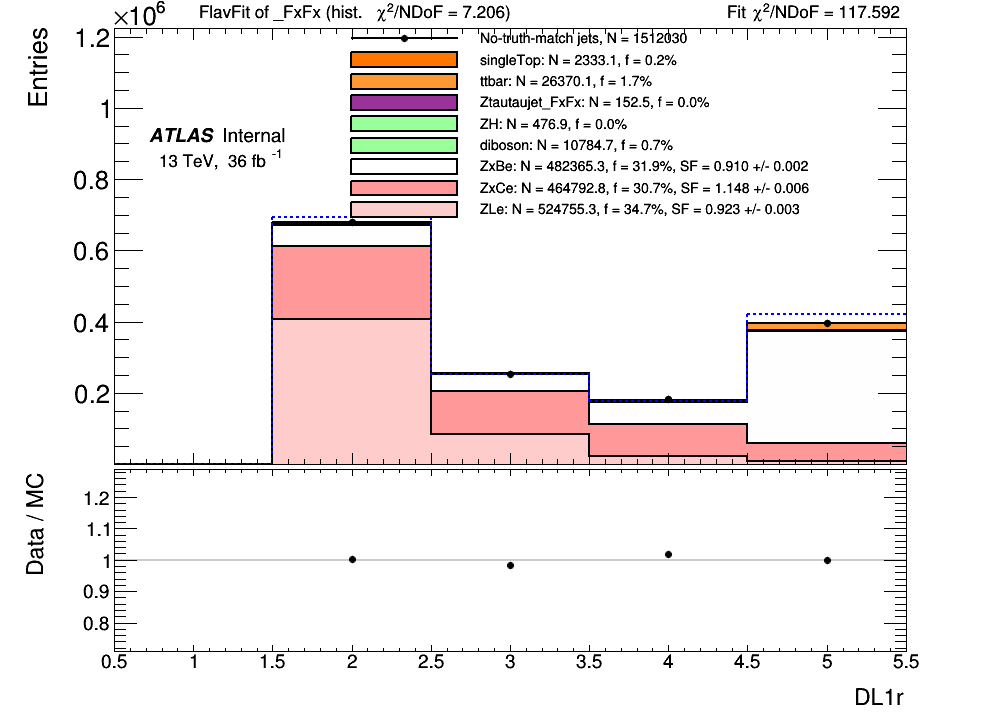 FlavFit of _FxFx (hist. χ²/NDoF = 7.206) Fit χ²/NDoF = 117.592
×10⁶
Entries
1.2
1
0.8
0.6
0.4
0.2
ATLAS Internal
13 TeV, 36 fb⁻¹
No-truth-match jets, N = 1512030
singleTop: N = 2333.1, f = 0.2%
ttbar: N = 26370.1, f = 1.7%
Ztautaujet_FxFx: N = 152.5, f = 0.0%
ZH: N = 476.9, f = 0.0%
diboson: N = 10784.7, f = 0.7%
ZxBe: N = 482365.3, f = 31.9%, SF = 0.910 +/- 0.002
ZxCe: N = 464792.8, f = 30.7%, SF = 1.148 +/- 0.006
ZLe: N = 524755.3, f = 34.7%, SF = 0.923 +/- 0.003
Data / MC
1.2
1.1
1
0.9
0.8
0.5 1 1.5 2 2.5 3 3.5 4 4.5 5 5.5
DL1r